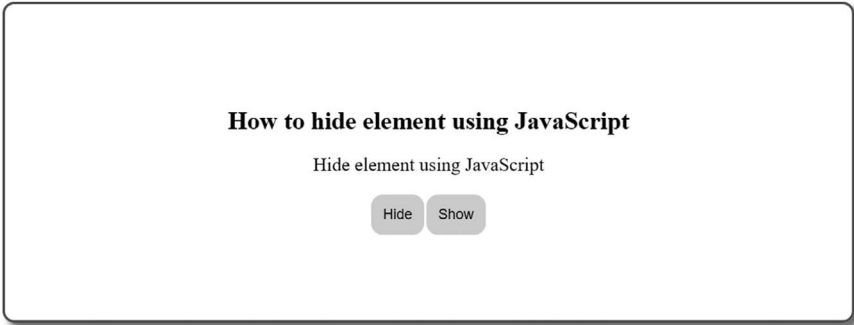 How to hide element using JavaScript
Hide element using JavaScript
Hide Show